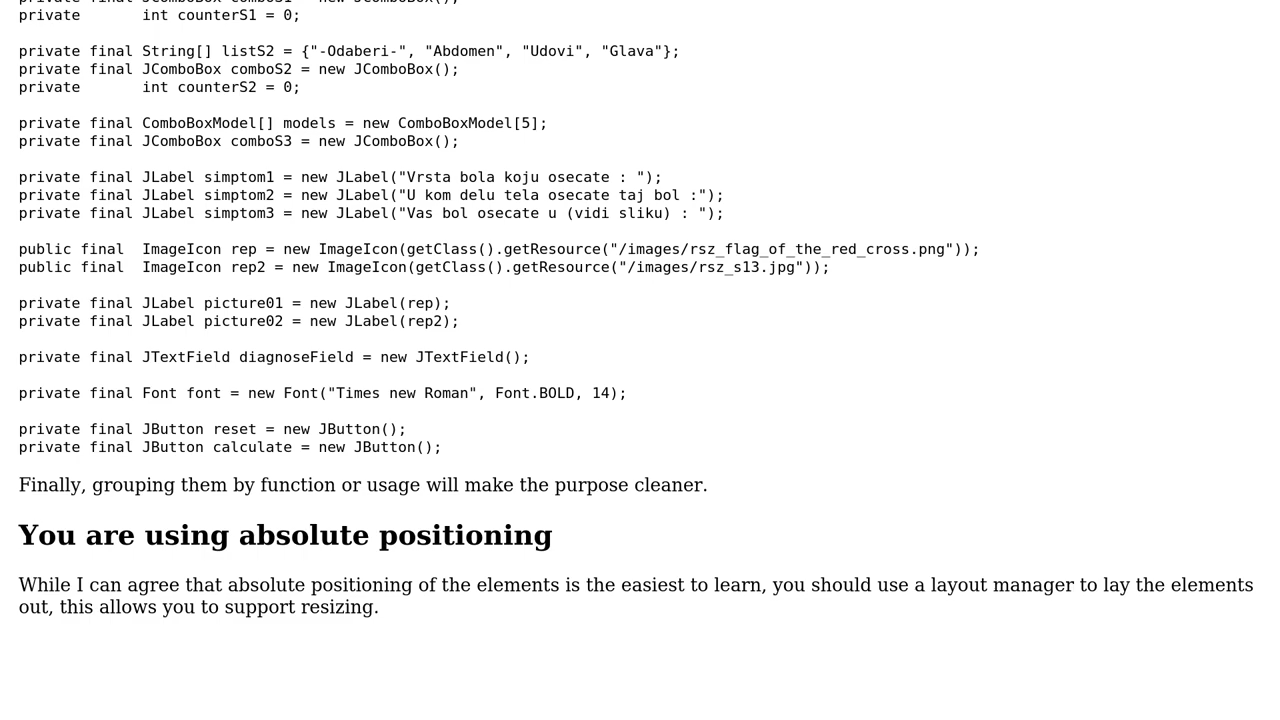 private final JComboBox comboS1 = new JComboBox();
private       int counterS1 = 0;

private final String[] listS2 = {"-Odaberi-", "Abdomen", "Udovi", "Glava"};
private final JComboBox comboS2 = new JComboBox();
private       int counterS2 = 0;

private final ComboBoxModel[] models = new ComboBoxModel[5];
private final JComboBox comboS3 = new JComboBox();

private final JLabel simptom1 = new JLabel("Vrsta bola koju osecate : ");
private final JLabel simptom2 = new JLabel("U kom delu tela osecate taj bol :");
private final JLabel simptom3 = new JLabel("Vas bol osecate u (vidi sliku) : ");

public final  ImageIcon rep = new ImageIcon(getClass().getResource("/images/rsz_flag_of_the_red_cross.png"));
public final  ImageIcon rep2 = new ImageIcon(getClass().getResource("/images/rsz_s13.jpg"));

private final JLabel picture01 = new JLabel(rep);
private final JLabel picture02 = new JLabel(rep2);

private final JTextField diagnoseField = new JTextField();

private final Font font = new Font("Times new Roman", Font.BOLD, 14);

private final JButton reset = new JButton();
private final JButton calculate = new JButton();

Finally, grouping them by function or usage will make the purpose cleaner.

You are using absolute positioning

While I can agree that absolute positioning of the elements is the easiest to learn, you should use a layout manager to lay the elements
out, this allows you to support resizing.